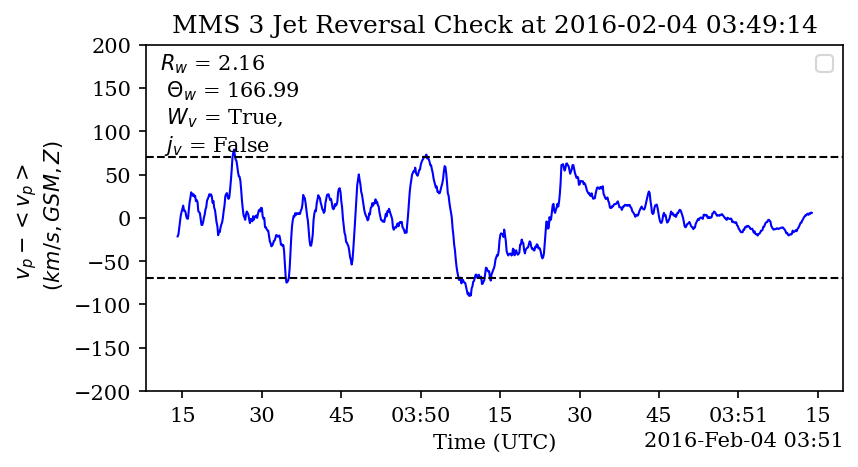 MMS 3 Jet Reversal Check at 2016-02-04 03:49:14
R_w = 2.16
Θ_w = 166.99
W_v = True,
j_v = False
v_p − < v_p >
(km/s, GSM, Z)
200
150
100
50
0
−50
−100
−150
−200
15 30 45 03:50 15 30 45 03:51 15
Time (UTC)
2016-Feb-04 03:51